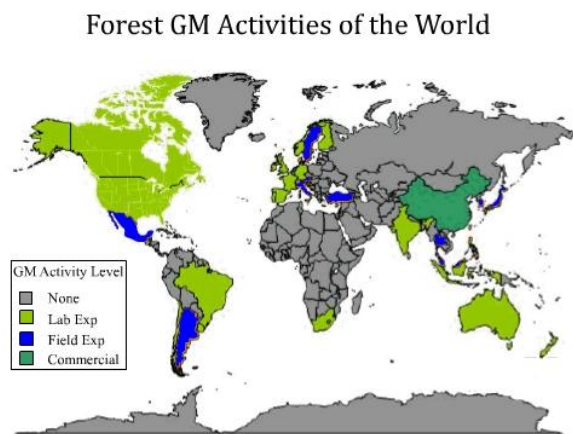 Forest GM Activities of the World
GM Activity Level
None
Lab Exp
Field Exp
Commercial